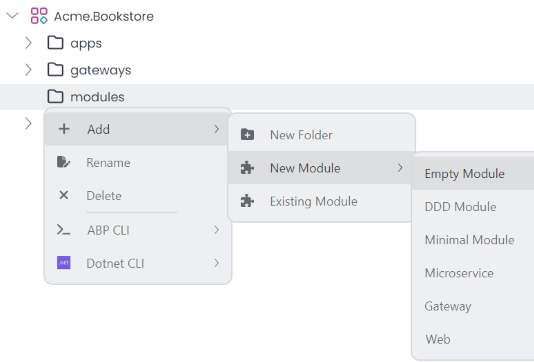 Acme.Bookstore
apps
gateways
modules
Add
Rename
Delete
ABP CLI
.NET
Dotnet CLI
New Folder
New Module
Existing Module
Empty Module
DDD Module
Minimal Module
Microservice
Gateway
Web